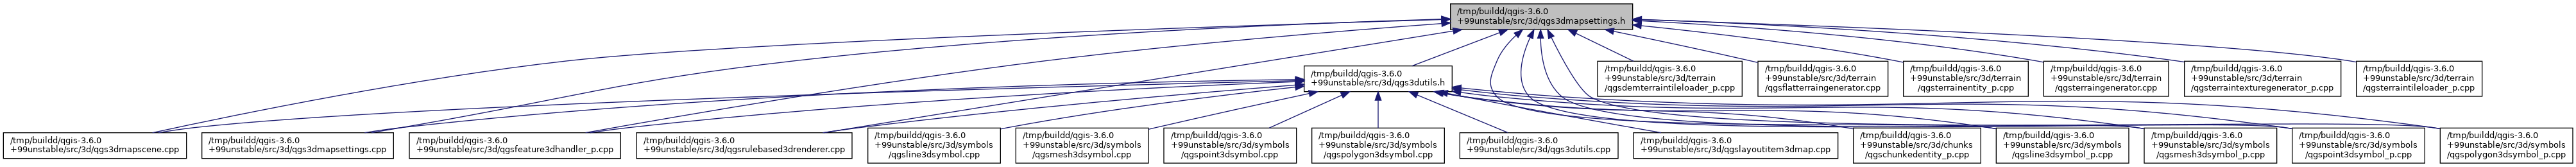 /tmp/buildd/qgis-3.6.0
+99unstable/src/3d/qgs3dmapsettings.h
/tmp/buildd/qgis-3.6.0
+99unstable/src/3d/qgs3dutils.h
/tmp/buildd/qgis-3.6.0
+99unstable/src/3d/terrain
/qgsdemterraintileloader_p.cpp
/tmp/buildd/qgis-3.6.0
+99unstable/src/3d/terrain
/qgsflatterraingenerator.cpp
/tmp/buildd/qgis-3.6.0
+99unstable/src/3d/terrain
/qgsterrainentity_p.cpp
/tmp/buildd/qgis-3.6.0
+99unstable/src/3d/terrain
/qgsterraingenerator.cpp
/tmp/buildd/qgis-3.6.0
+99unstable/src/3d/terrain
/qgsterraintexturegenerator_p.cpp
/tmp/buildd/qgis-3.6.0
+99unstable/src/3d/terrain
/qgsterraintileloader_p.cpp
/tmp/buildd/qgis-3.6.0
+99unstable/src/3d/qgs3dmapscene.cpp
/tmp/buildd/qgis-3.6.0
+99unstable/src/3d/qgs3dmapsettings.cpp
/tmp/buildd/qgis-3.6.0
+99unstable/src/3d/qgsfeature3dhandler_p.cpp
/tmp/buildd/qgis-3.6.0
+99unstable/src/3d/qgsrulebased3drenderer.cpp
/tmp/buildd/qgis-3.6.0
+99unstable/src/3d/symbols
/qgsline3dsymbol.cpp
/tmp/buildd/qgis-3.6.0
+99unstable/src/3d/symbols
/qgsmesh3dsymbol.cpp
/tmp/buildd/qgis-3.6.0
+99unstable/src/3d/symbols
/qgspoint3dsymbol.cpp
/tmp/buildd/qgis-3.6.0
+99unstable/src/3d/symbols
/qgspolygon3dsymbol.cpp
/tmp/buildd/qgis-3.6.0
+99unstable/src/3d/qgs3dutils.cpp
/tmp/buildd/qgis-3.6.0
+99unstable/src/3d/qgslayoutitem3dmap.cpp
/tmp/buildd/qgis-3.6.0
+99unstable/src/3d/chunks
/qgschunkedentity_p.cpp
/tmp/buildd/qgis-3.6.0
+99unstable/src/3d/symbols
/qgsline3dsymbol_p.cpp
/tmp/buildd/qgis-3.6.0
+99unstable/src/3d/symbols
/qgsmesh3dsymbol_p.cpp
/tmp/buildd/qgis-3.6.0
+99unstable/src/3d/symbols
/qgspoint3dsymbol_p.cpp
/tmp/buildd/qgis-3.6.0
+99unstable/src/3d/symbols
/qgspolygon3dsymbol_p.cpp